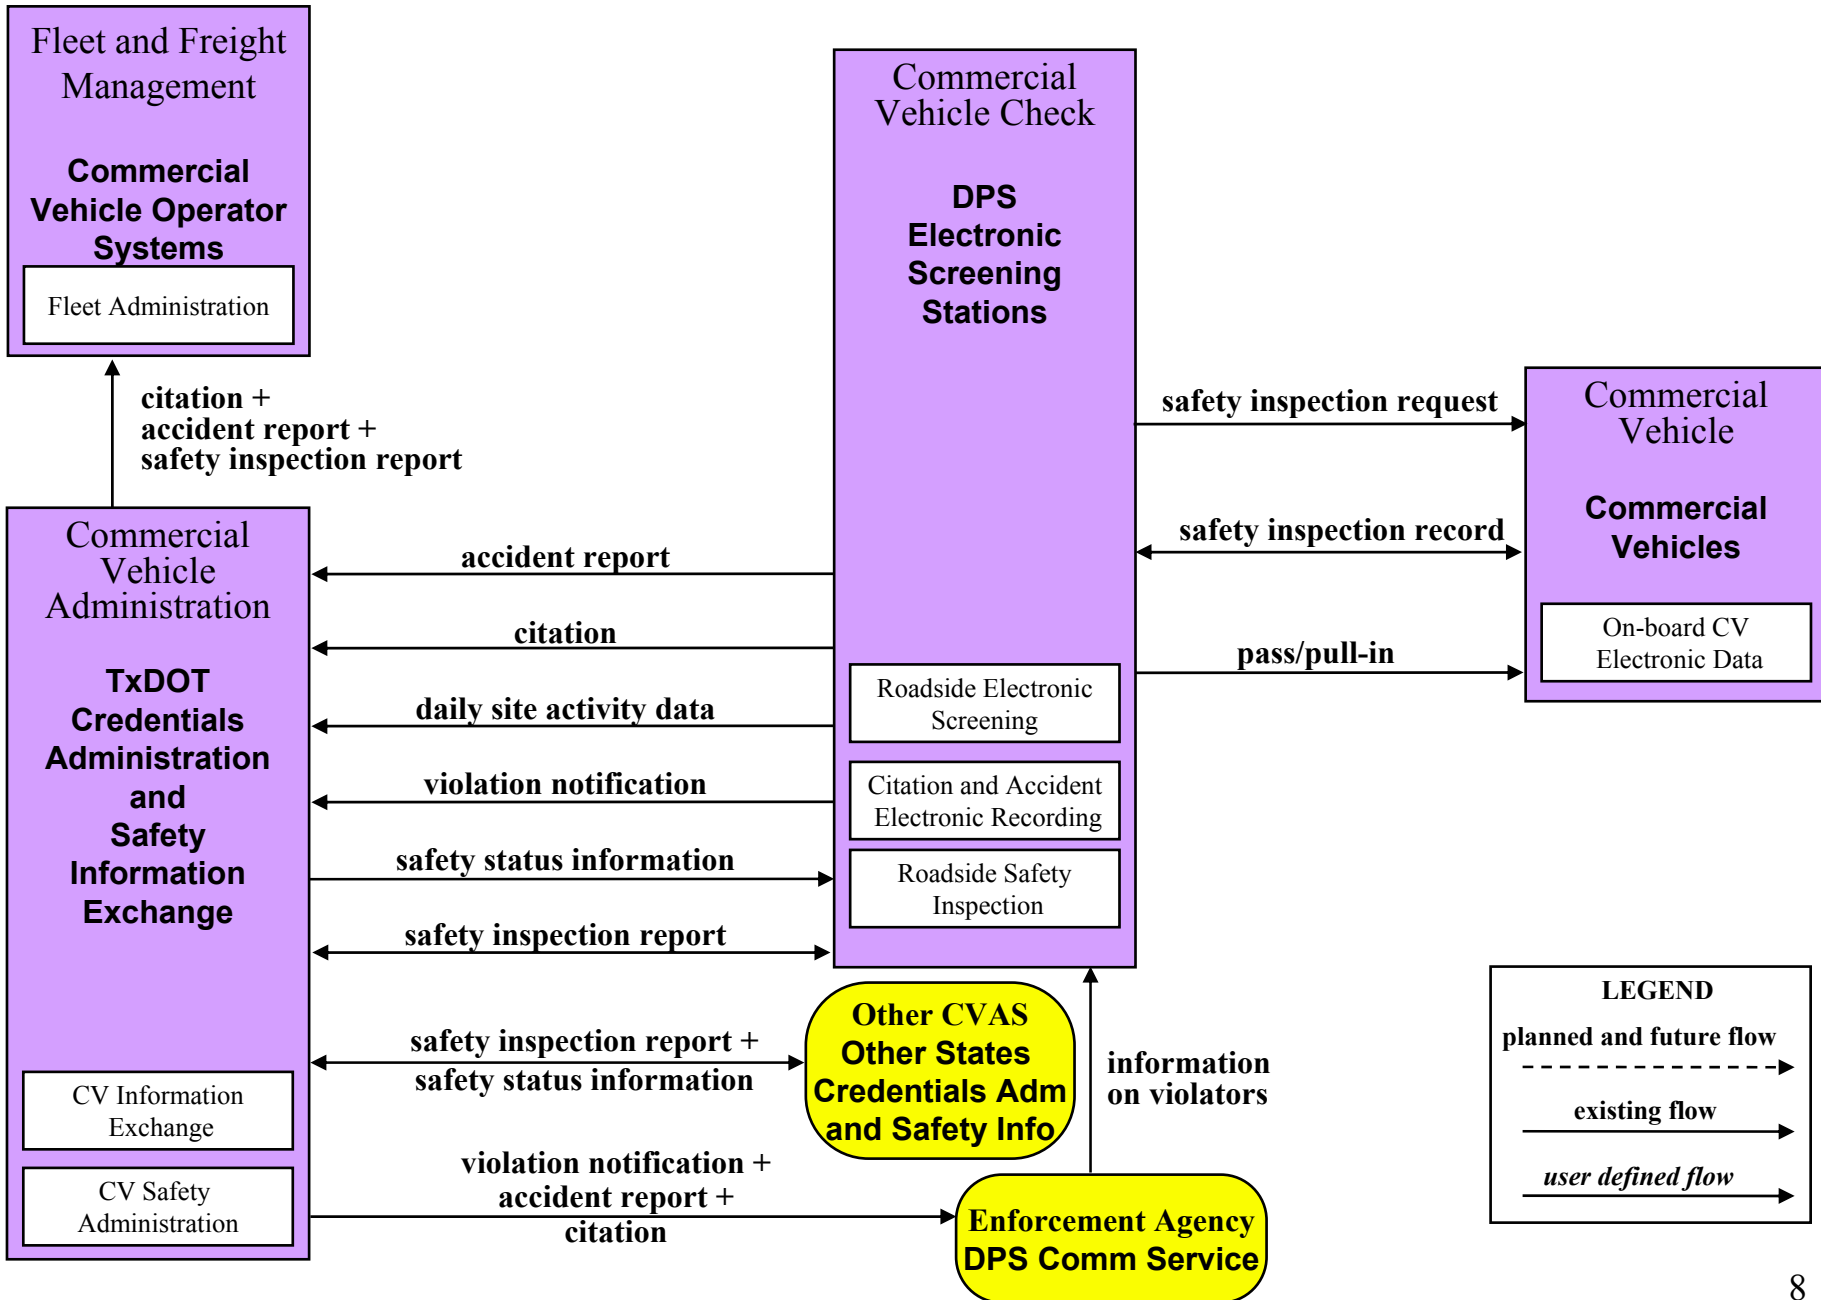 Fleet and Freight
Management
Commercial
Vehicle Operator
Systems
Fleet Administration
citation +
accident report +
safety inspection report
Commercial
Vehicle
Administration
TxDOT
Credentials
Administration
and
Safety
Information
Exchange
CV Information
Exchange
CV Safety
Administration
accident report
citation
daily site activity data
violation notification
safety status information
safety inspection report
safety inspection report +
safety status information
violation notification +
accident report +
citation
Commercial
Vehicle Check
DPS
Electronic
Screening
Stations
Roadside Electronic
Screening
Citation and Accident
Electronic Recording
Roadside Safety
Inspection
Other CVAS
Other States
Credentials Adm
and Safety Info
information
on violators
Enforcement Agency
DPS Comm Service
safety inspection request
safety inspection record
pass/pull-in
Commercial
Vehicle
Commercial
Vehicles
On-board CV
Electronic Data
LEGEND
planned and future flow
existing flow
user defined flow
8